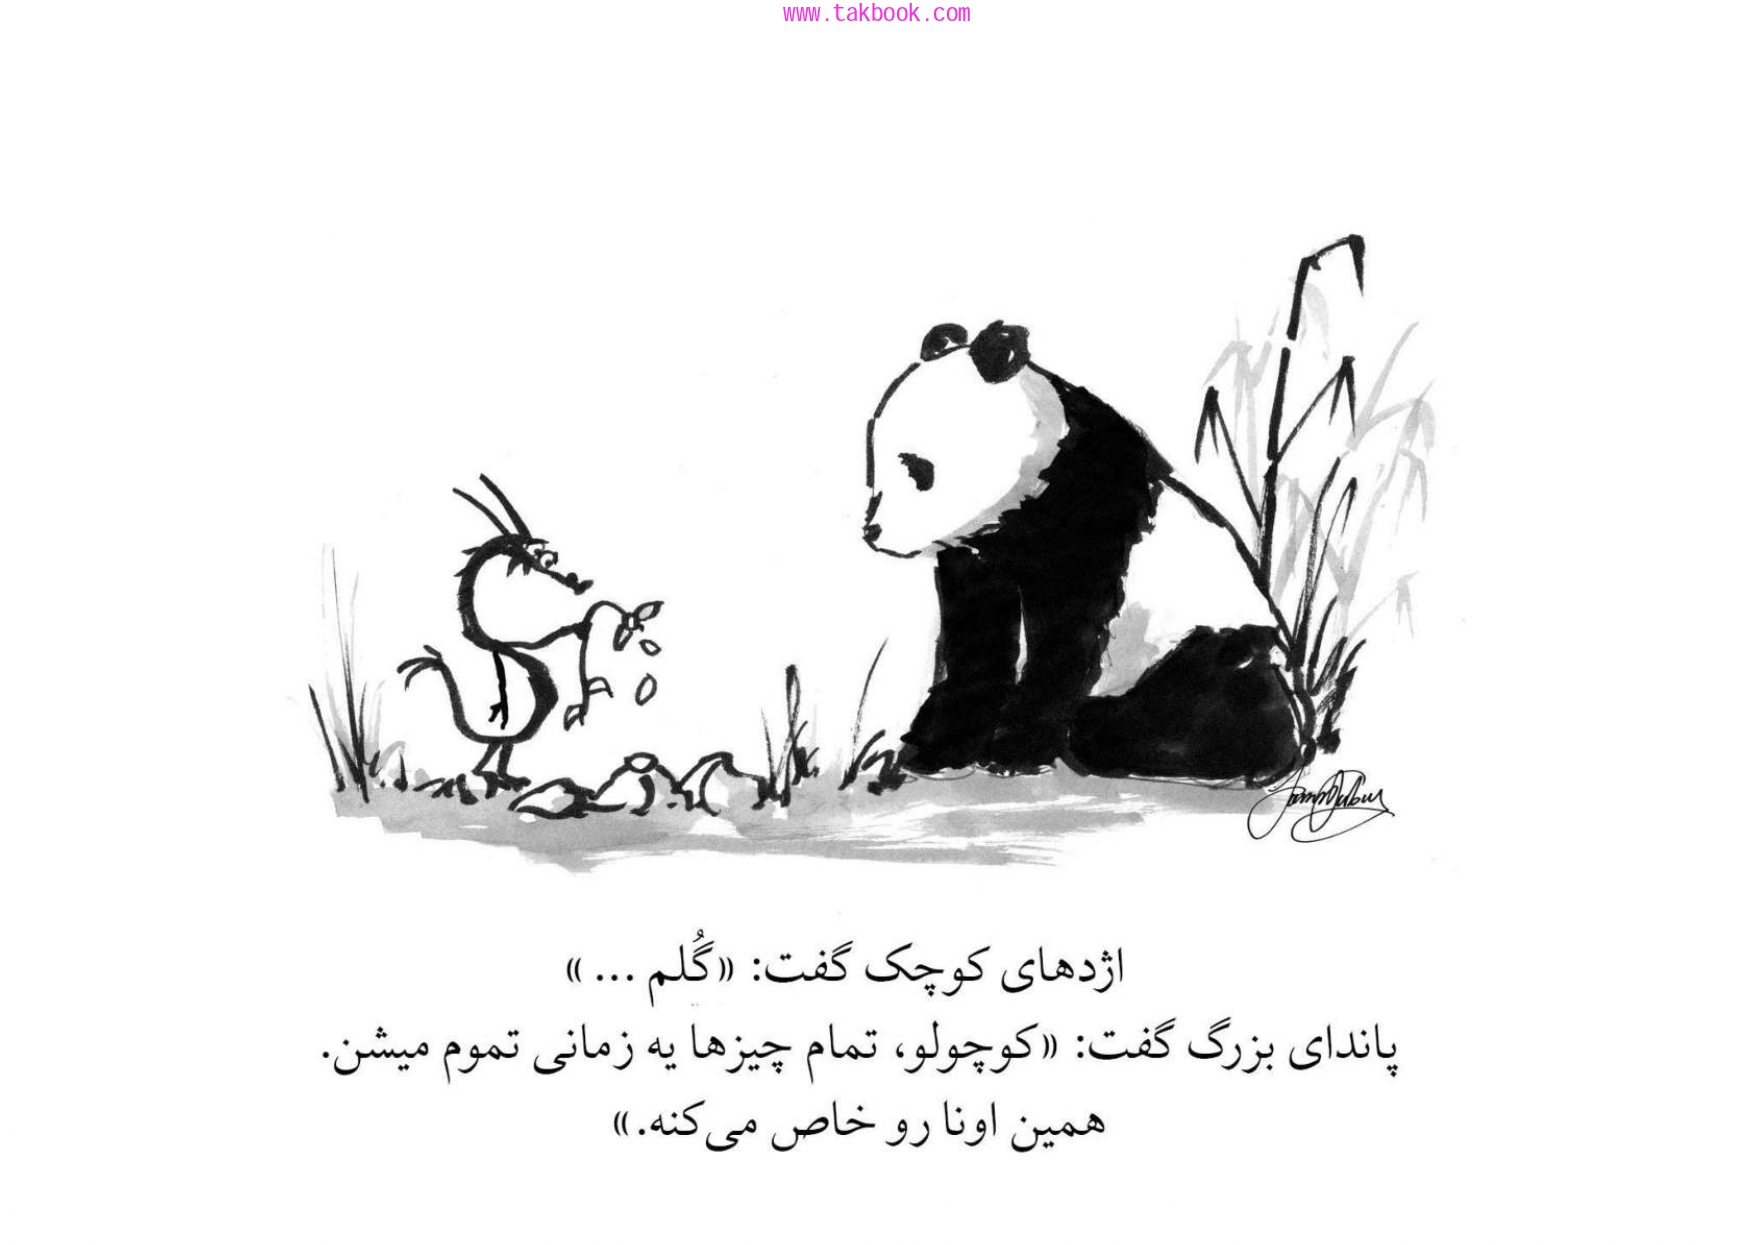 www.takbook.com
اژدهای کوچک گفت: «گُلم ... »
پاندای بزرگ گفت: «کوچولو، تمام چیزها یه زمانی تموم میشن.
همین اونا رو خاص می‌کنه.»